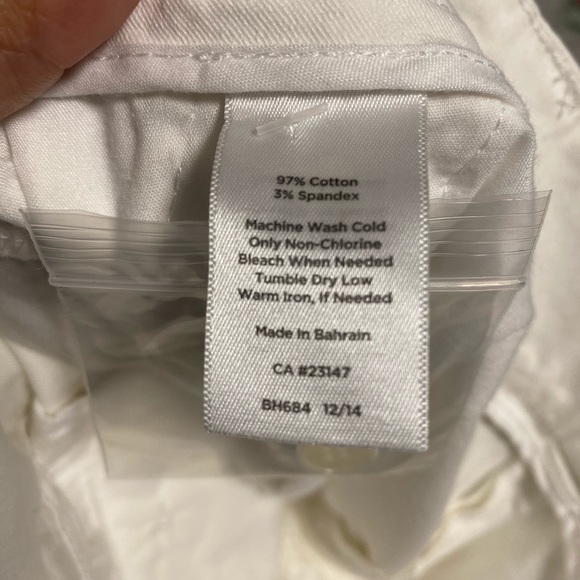 97% Cotton
3% Spandex
Machine Wash Cold
Only Non-Chlorine
Bleach When Needed
Tumble Dry Low
Warm Iron, If Needed
Made In Bahrain
CA #23147
BH684 12/14